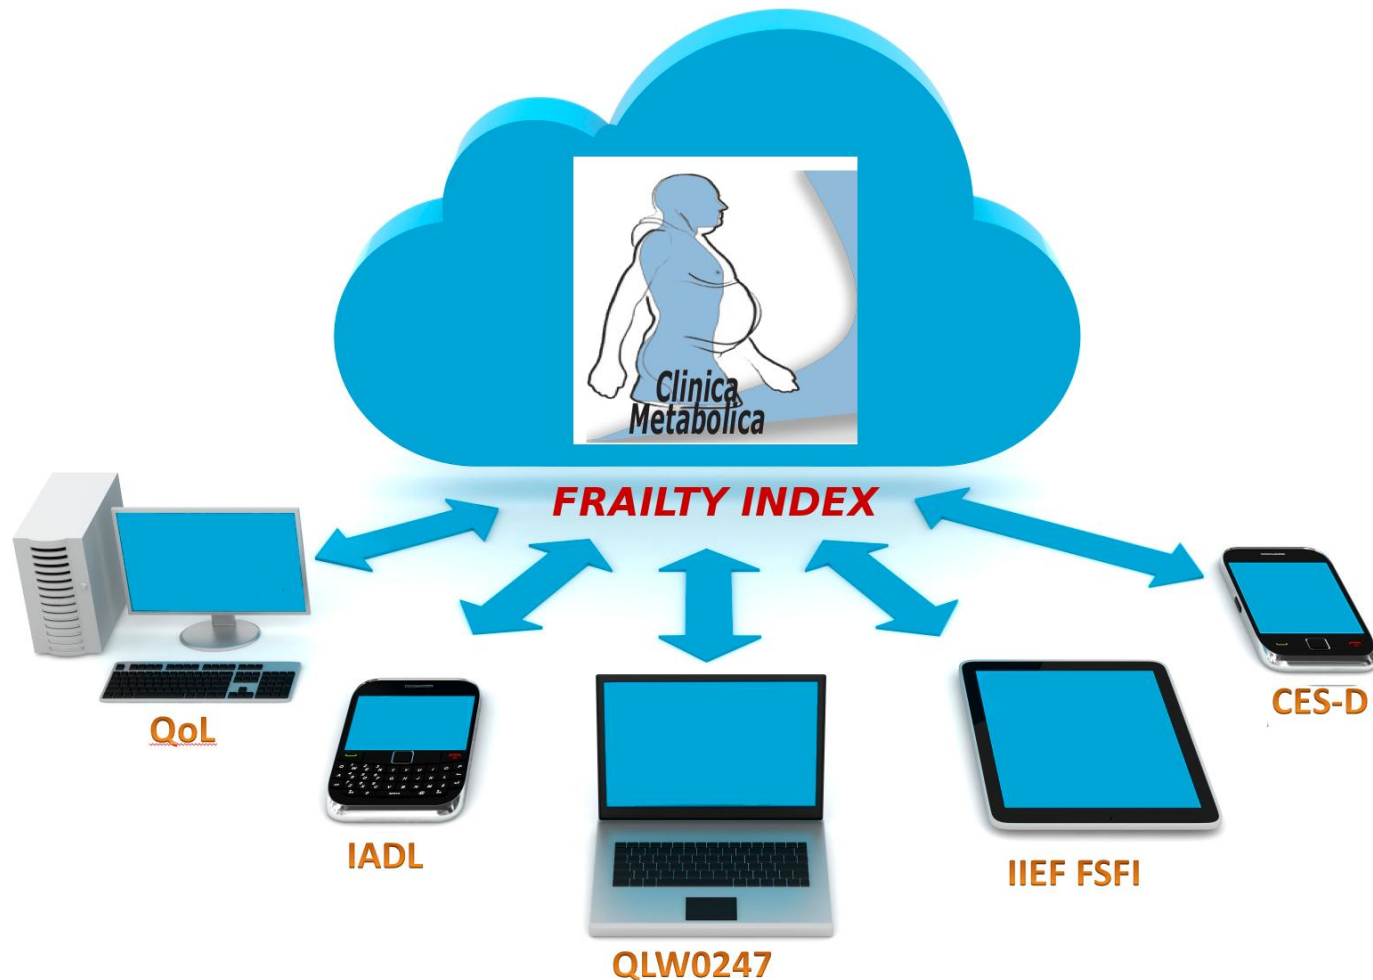 Clinica
Metabolica
FRAILTY INDEX
QoL
IADL
QLW0247
IIEF FSFI
CES-D